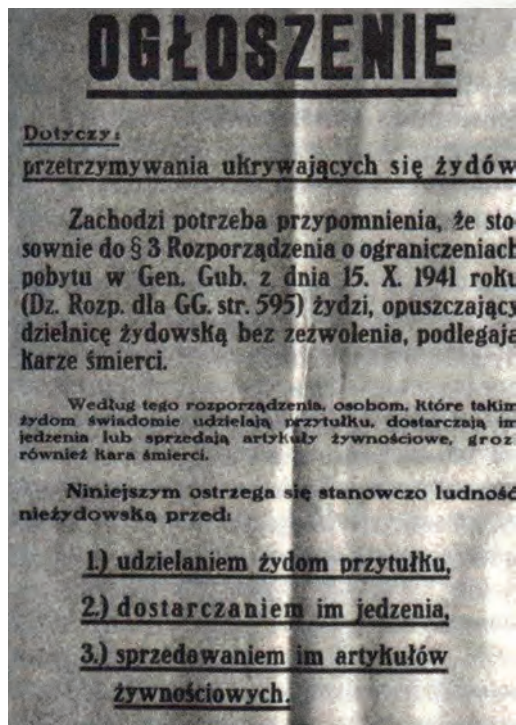 OGŁOSZENIE
Dotyczy:
przetrzymywania ukrywających się żydów
Zachodzi potrzeba przypomnienia, że sto-
sownie do § 3 Rozporządzenia o ograniczeniach
pobytu w Gen. Gub. z dnia 15. X. 1941 roku
(Dz. Rozp. dla GG. str. 595) żydzi, opuszczający
dzielnicę żydowską bez zezwolenia, podlegają
karze śmierci.
Według tego rozporządzenia, osobom, które takim
żydom świadomie udzielają przytułku, dostarczają im
jedzenia lub sprzedają artykuły żywnościowe, grozi
również kara śmierci.
Niniejszym ostrzega się stanowczo ludność
nieżydowską przed:
1.) udzielaniem żydom przytułku,
2.) dostarczaniem im jedzenia,
3.) sprzedawaniem im artykułów
żywnościowych.